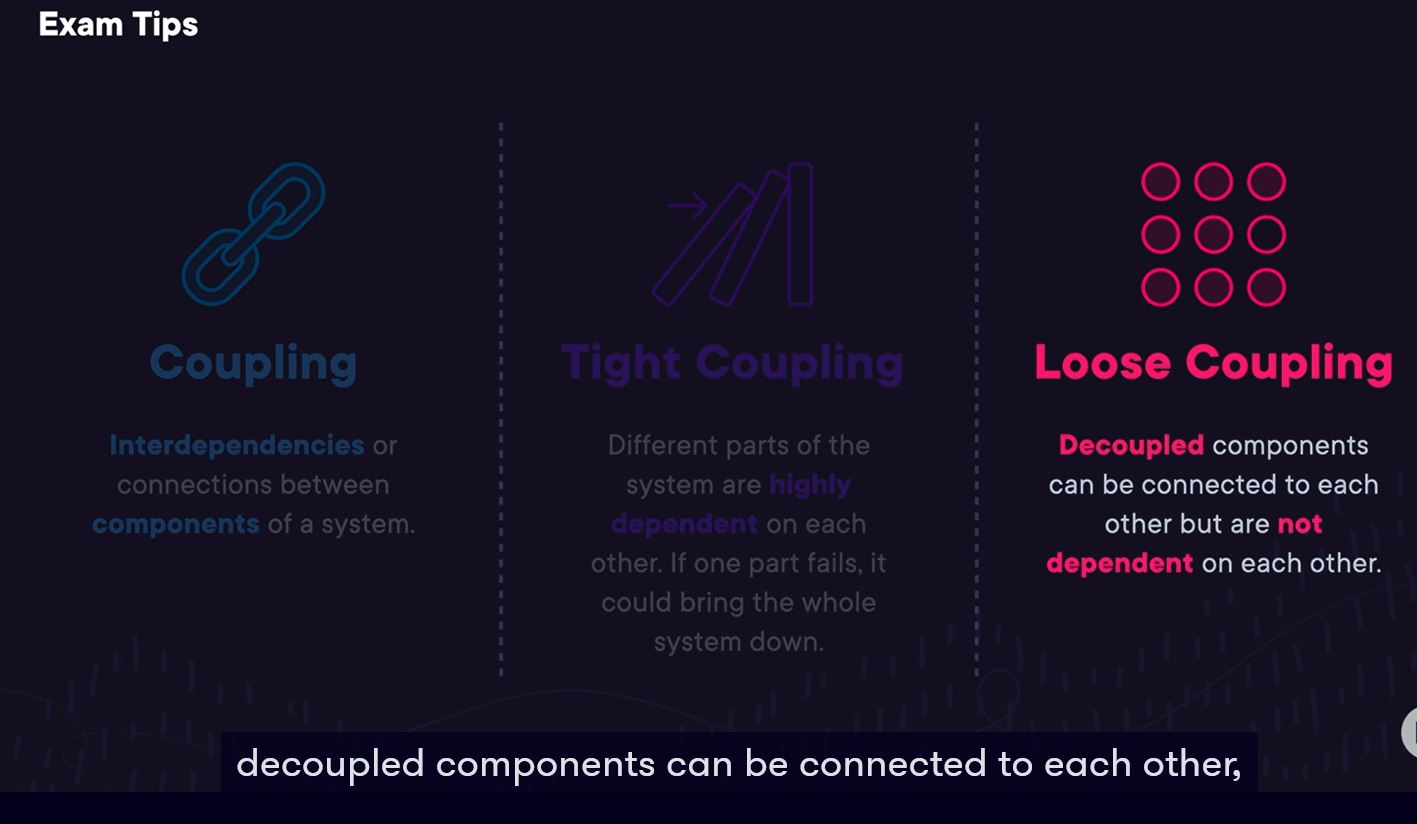 Exam Tips
Coupling
Interdependencies or
connections between
components of a system.
Tight Coupling
Different parts of the
system are highly
dependent on each
other. If one part fails, it
could bring the whole
system down.
Loose Coupling
Decoupled components
can be connected to each
other but are not
dependent on each other.
decoupled components can be connected to each other,